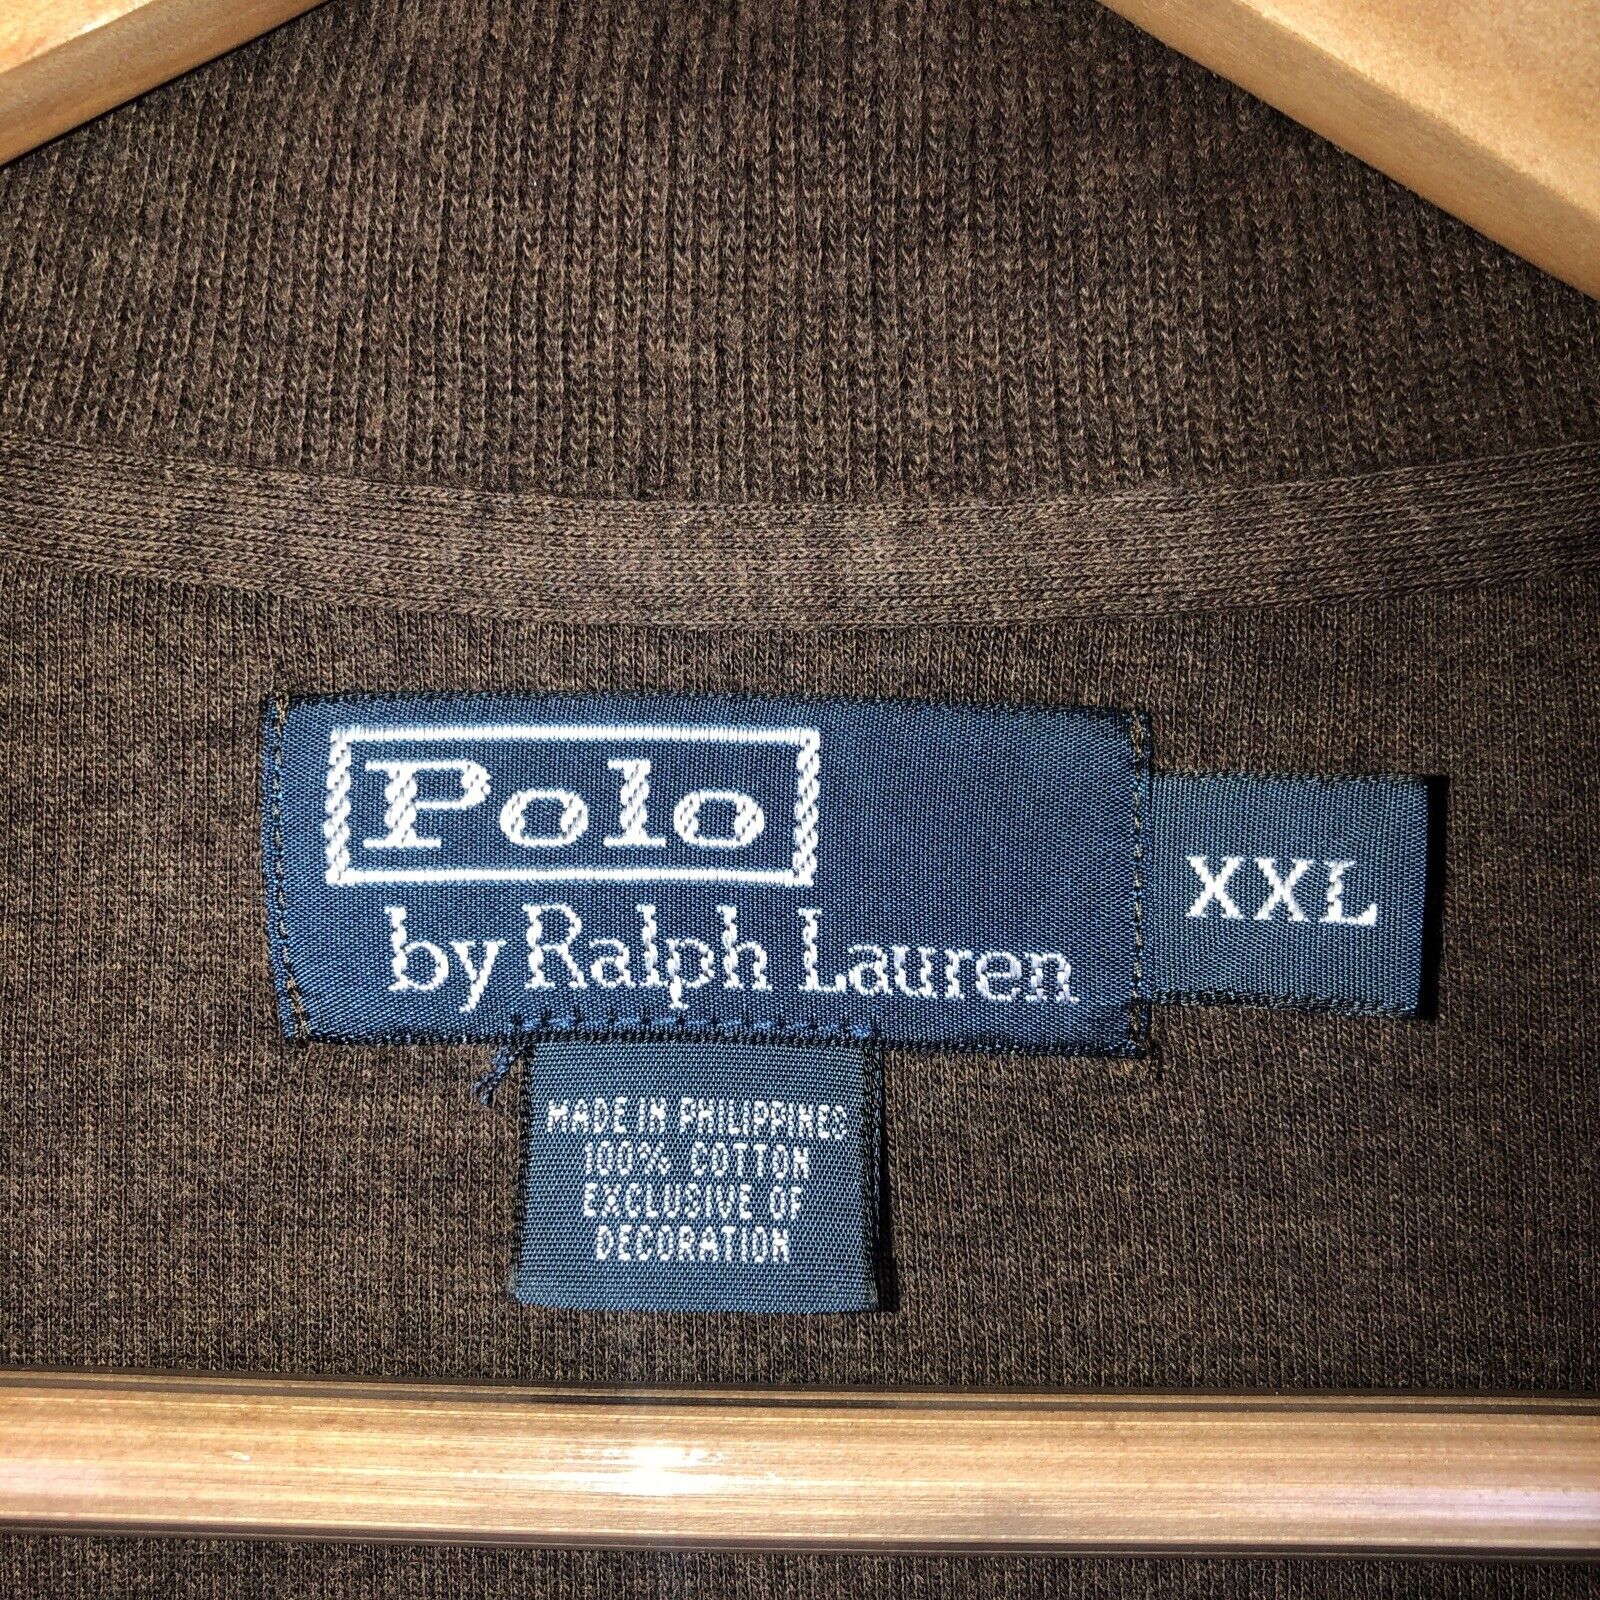 Polo
by Ralph Lauren
XXL
MADE IN PHILIPPINES
100% COTTON
EXCLUSIVE OF
DECORATION